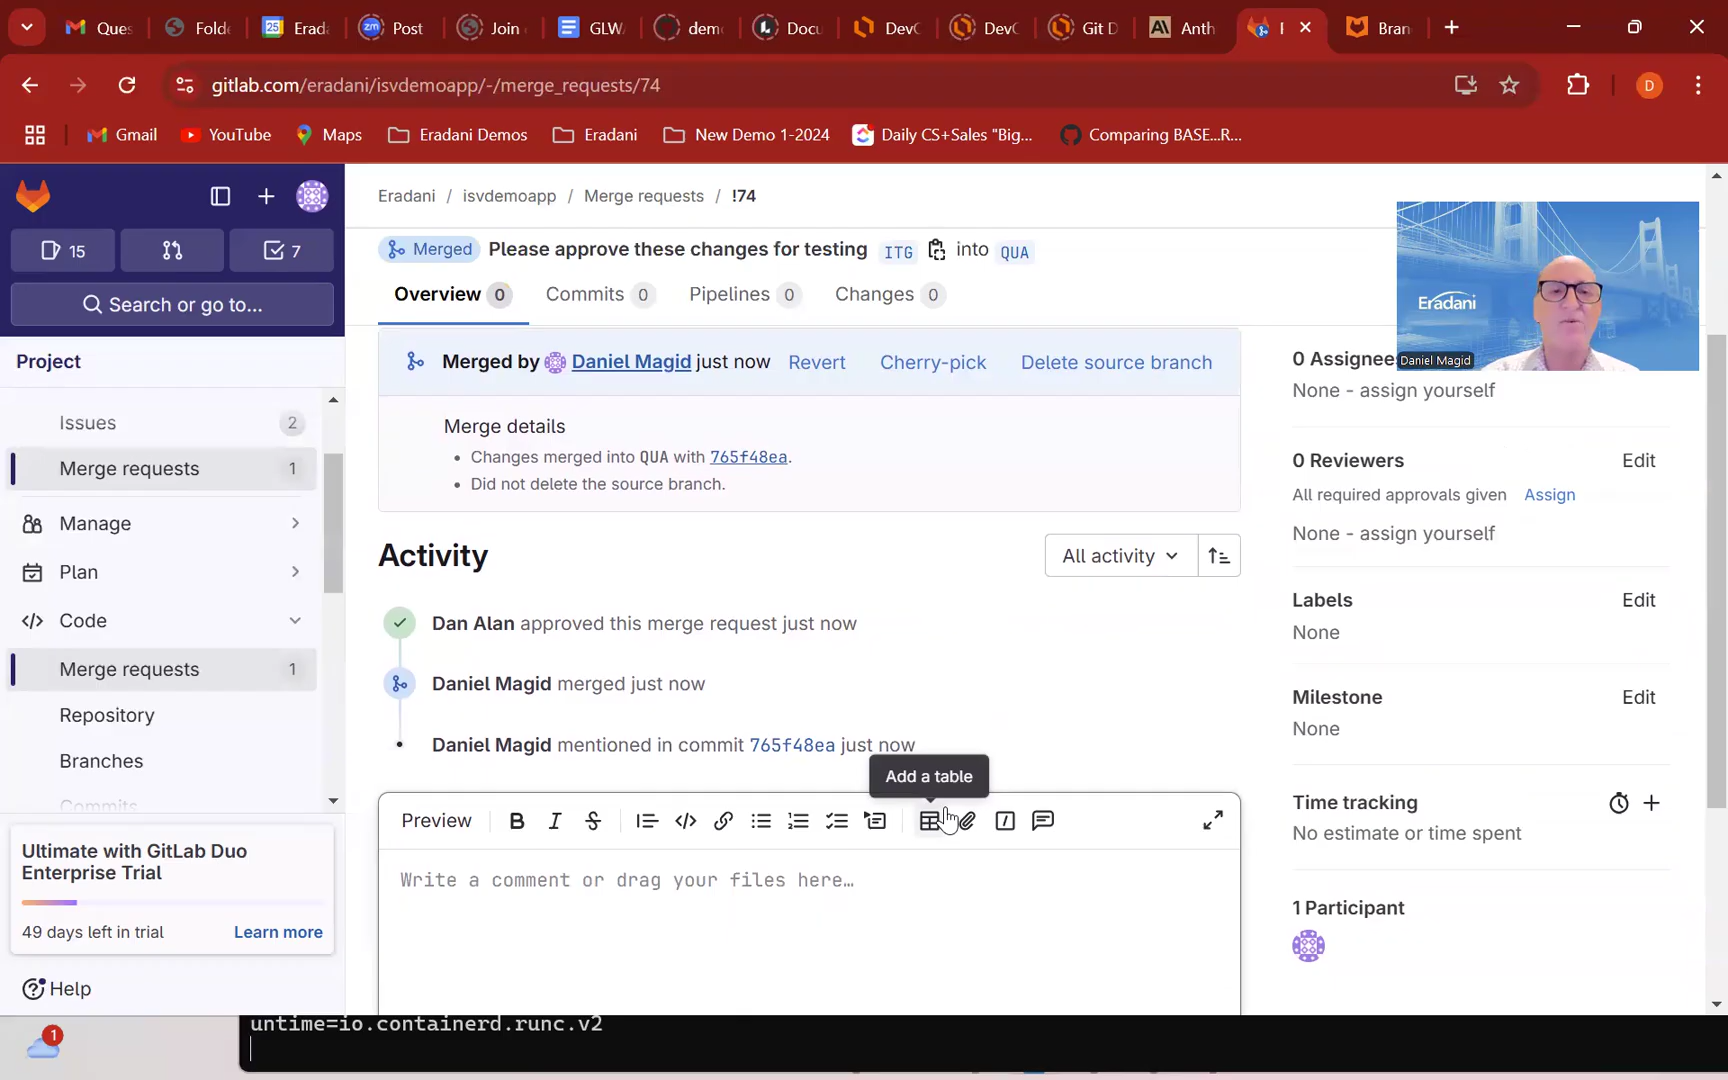 Ques
Folde
25
Erada
zm
Post
Join
GLW
demo
Docu
DevC
DevC
Git D
Anth
Bran
gitlab.com/eradani/isvdemoapp/-/merge_requests/74
D
Gmail
YouTube
Maps
Eradani Demos
Eradani
New Demo 1-2024
Daily CS+Sales "Big...
Comparing BASE...R...
15
7
Search or go to...
Project
Issues 2
Merge requests 1
Manage
Plan
Code
Merge requests 1
Repository
Branches
Commits
Ultimate with GitLab Duo
Enterprise Trial
49 days left in trial Learn more
Help
1
Eradani / isvdemoapp / Merge requests / !74
Merged Please approve these changes for testing ITG into QUA
Overview 0 Commits 0 Pipelines 0 Changes 0
Merged by Daniel Magid just now Revert Cherry-pick Delete source branch
Merge details
• Changes merged into QUA with 765f48ea.
• Did not delete the source branch.
Activity
All activity
Dan Alan approved this merge request just now
Daniel Magid merged just now
• Daniel Magid mentioned in commit 765f48ea just now
Add a table
Preview B I S
Write a comment or drag your files here…
Eradani
Daniel Magid
0 Assignees
None - assign yourself
0 Reviewers Edit
All required approvals given Assign
None - assign yourself
Labels Edit
None
Milestone Edit
None
Time tracking
No estimate or time spent
1 Participant
untime=io.containerd.runc.v2